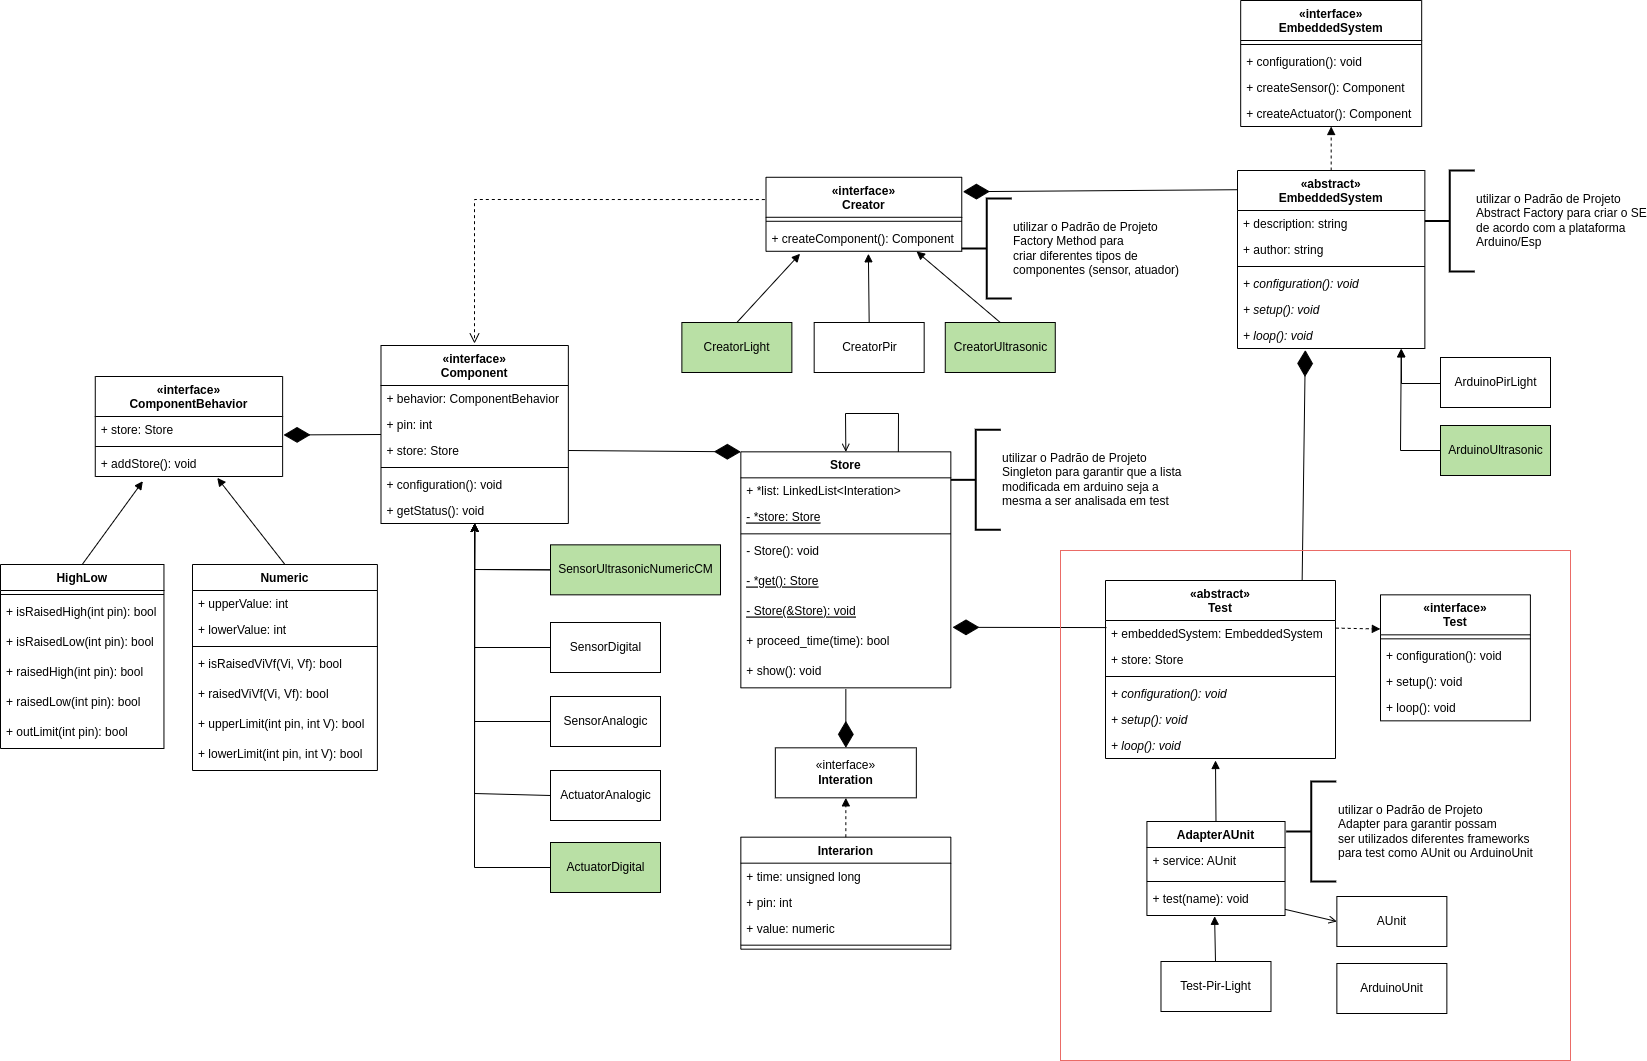 «interface»
EmbeddedSystem
+ configuration(): void
+ createSensor(): Component
+ createActuator(): Component
«abstract»
EmbeddedSystem
+ description: string
+ author: string
+ configuration(): void
+ setup(): void
+ loop(): void
utilizar o Padrão de Projeto
Abstract Factory para criar o SE
de acordo com a plataforma
Arduino/Esp
«interface»
Creator
+ createComponent(): Component
utilizar o Padrão de Projeto
Factory Method para
criar diferentes tipos de
componentes (sensor, atuador)
CreatorLight
CreatorPir
CreatorUltrasonic
ArduinoPirLight
ArduinoUltrasonic
«interface»
Component
+ behavior: ComponentBehavior
+ pin: int
+ store: Store
+ configuration(): void
+ getStatus(): void
«interface»
ComponentBehavior
+ store: Store
+ addStore(): void
HighLow
+ isRaisedHigh(int pin): bool
+ isRaisedLow(int pin): bool
+ raisedHigh(int pin): bool
+ raisedLow(int pin): bool
+ outLimit(int pin): bool
Numeric
+ upperValue: int
+ lowerValue: int
+ isRaisedViVf(Vi, Vf): bool
+ raisedViVf(Vi, Vf): bool
+ upperLimit(int pin, int V): bool
+ lowerLimit(int pin, int V): bool
SensorUltrasonicNumericCM
SensorDigital
SensorAnalogic
ActuatorAnalogic
ActuatorDigital
Store
+ *list: LinkedList<Interation>
- *store: Store
- Store(): void
- *get(): Store
- Store(&Store): void
+ proceed_time(time): bool
+ show(): void
utilizar o Padrão de Projeto
Singleton para garantir que a lista
modificada em arduino seja a
mesma a ser analisada em test
«interface»
Interation
Interarion
+ time: unsigned long
+ pin: int
+ value: numeric
«abstract»
Test
+ embeddedSystem: EmbeddedSystem
+ store: Store
+ configuration(): void
+ setup(): void
+ loop(): void
«interface»
Test
+ configuration(): void
+ setup(): void
+ loop(): void
AdapterAUnit
+ service: AUnit
+ test(name): void
utilizar o Padrão de Projeto
Adapter para garantir possam
ser utilizados diferentes frameworks
para test como AUnit ou ArduinoUnit
AUnit
Test-Pir-Light
ArduinoUnit